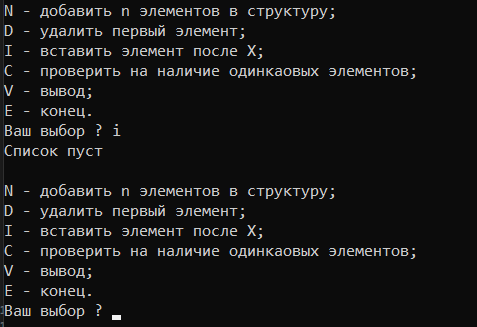 N - добавить n элементов в структуру;
D - удалить первый элемент;
I - вставить элемент после X;
C - проверить на наличие одинкаовых элементов;
V - вывод;
E - конец.
Ваш выбор ? i
Список пуст
N - добавить n элементов в структуру;
D - удалить первый элемент;
I - вставить элемент после X;
C - проверить на наличие одинкаовых элементов;
V - вывод;
E - конец.
Ваш выбор ?